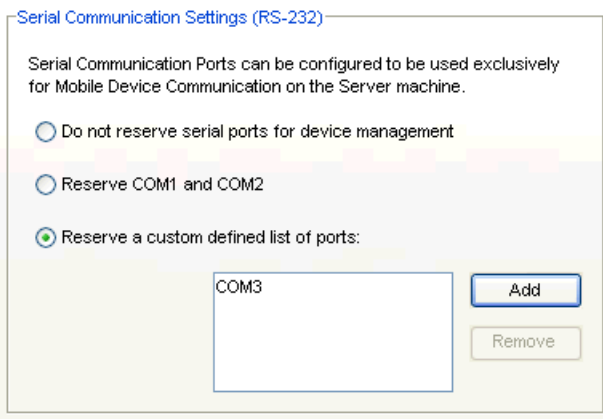 Serial Communication Settings (RS-232)
Serial Communication Ports can be configured to be used exclusively
for Mobile Device Communication on the Server machine.
Do not reserve serial ports for device management
Reserve COM1 and COM2
Reserve a custom defined list of ports:
COM3
Add
Remove